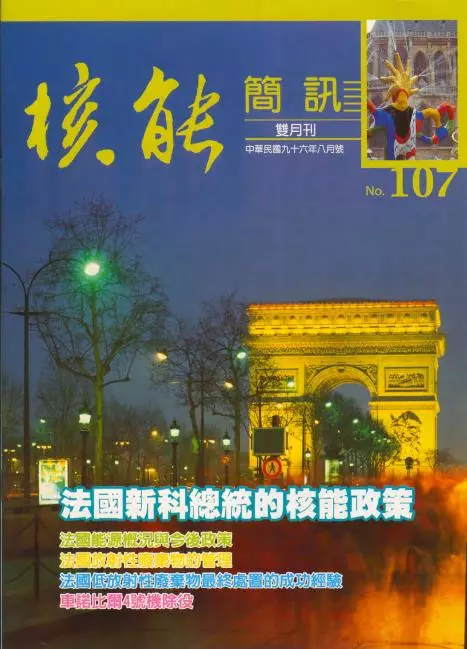 核能
簡訊
雙月刊
中華民國九十六年八月號
No. 107
法國新科總統的核能政策
法國能源概況與今後政策
法國放射性廢棄物的管理
法國低放射性廢棄物最終處置的成功經驗
車諾比爾4號機除役